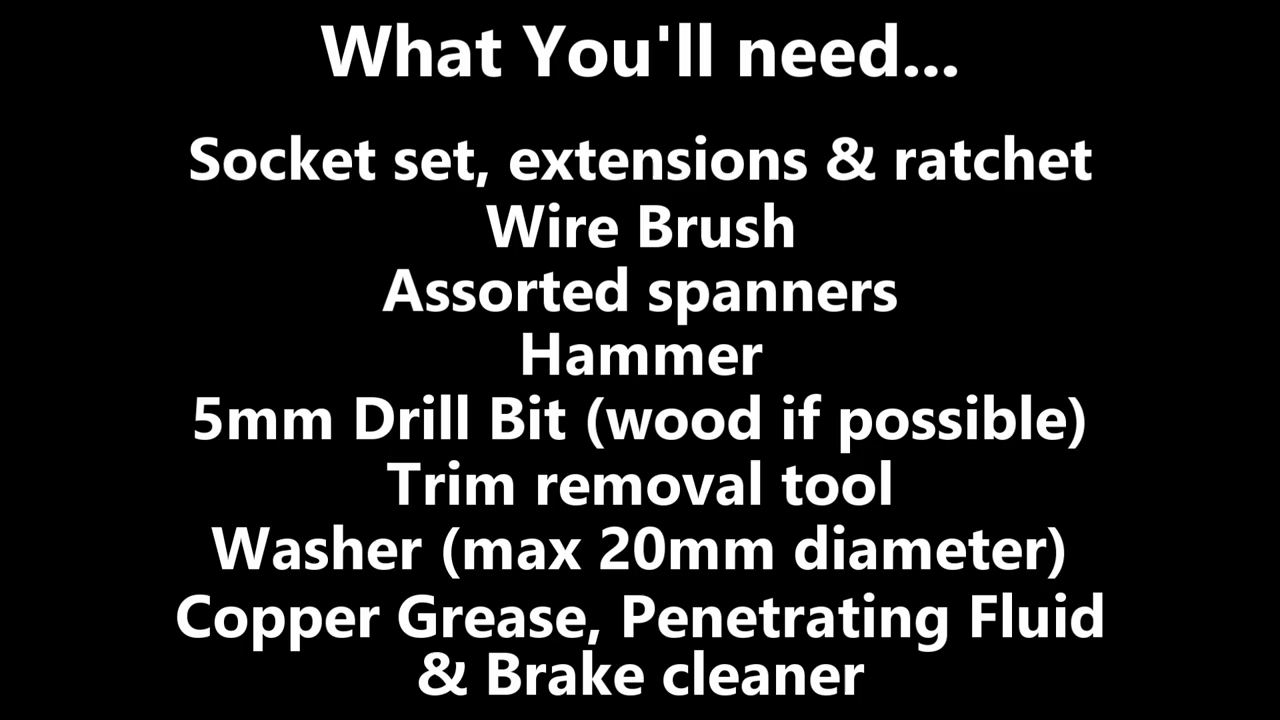 What You'll need...
Socket set, extensions & ratchet
Wire Brush
Assorted spanners
Hammer
5mm Drill Bit (wood if possible)
Trim removal tool
Washer (max 20mm diameter)
Copper Grease, Penetrating Fluid
& Brake cleaner